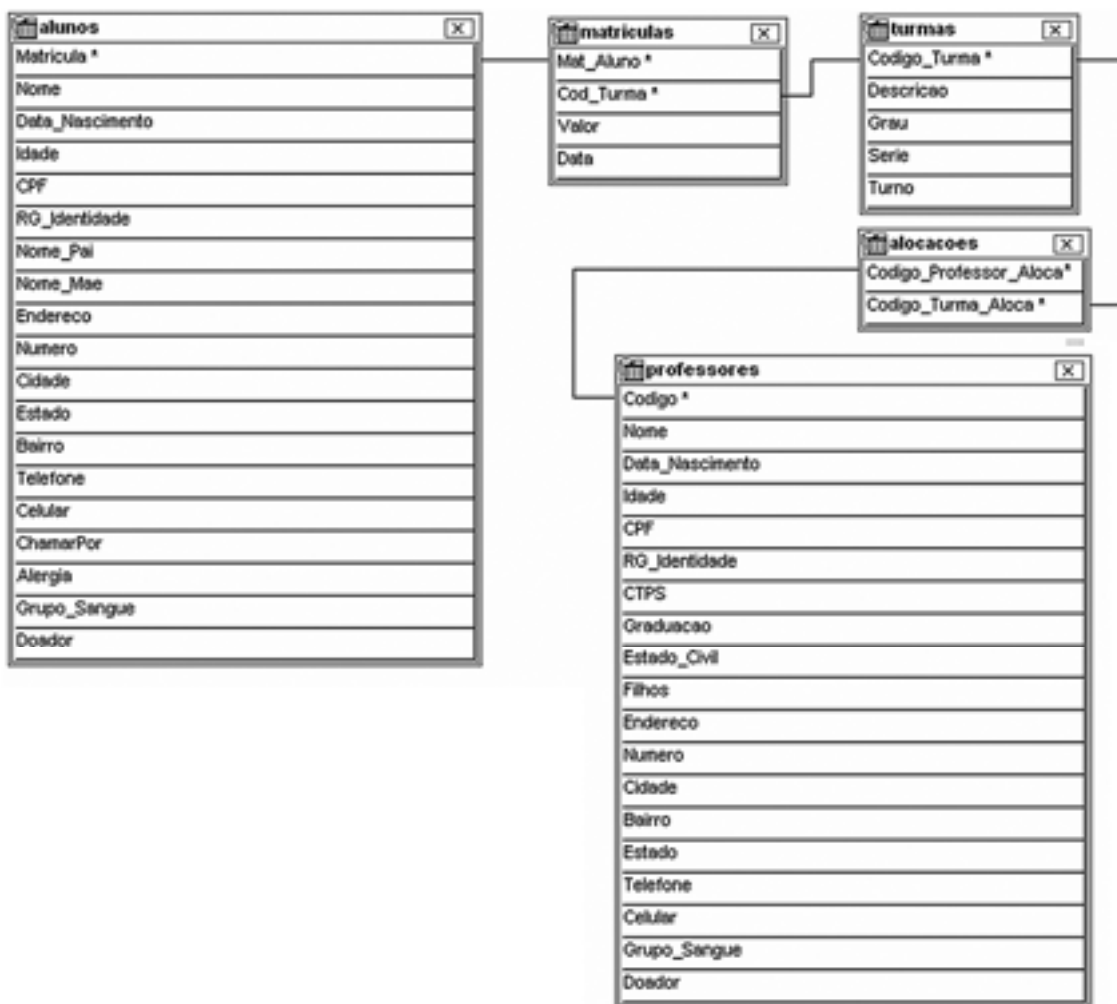 alunos
Matricula *
Nome
Data_Nascimento
Idade
CPF
RG_Identidade
Nome_Pai
Nome_Mae
Endereco
Numero
Cidade
Estado
Bairro
Telefone
Celular
ChamarPor
Alergia
Grupo_Sangue
Doador
matriculas
Mat_Aluno *
Cod_Turma *
Valor
Data
turmas
Codigo_Turma *
Descricao
Grau
Serie
Turno
alocacoes
Codigo_Professor_Aloca*
Codigo_Turma_Aloca *
professores
Codigo *
Nome
Data_Nascimento
Idade
CPF
RG_Identidade
CTPS
Graduacao
Estado_Civil
Filhos
Endereco
Numero
Cidade
Bairro
Estado
Telefone
Celular
Grupo_Sangue
Doador